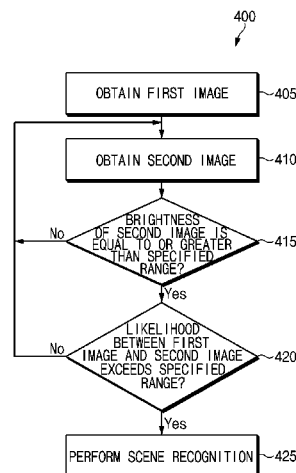 400
OBTAIN FIRST IMAGE
405
OBTAIN SECOND IMAGE
410
BRIGHTNESS
OF SECOND IMAGE IS
EQUAL TO OR GREATER
THAN SPECIFIED
RANGE?
415
No
Yes
LIKELIHOOD
BETWEEN FIRST
IMAGE AND SECOND IMAGE
EXCEEDS SPECIFIED
RANGE?
420
No
Yes
PERFORM SCENE RECOGNITION
425